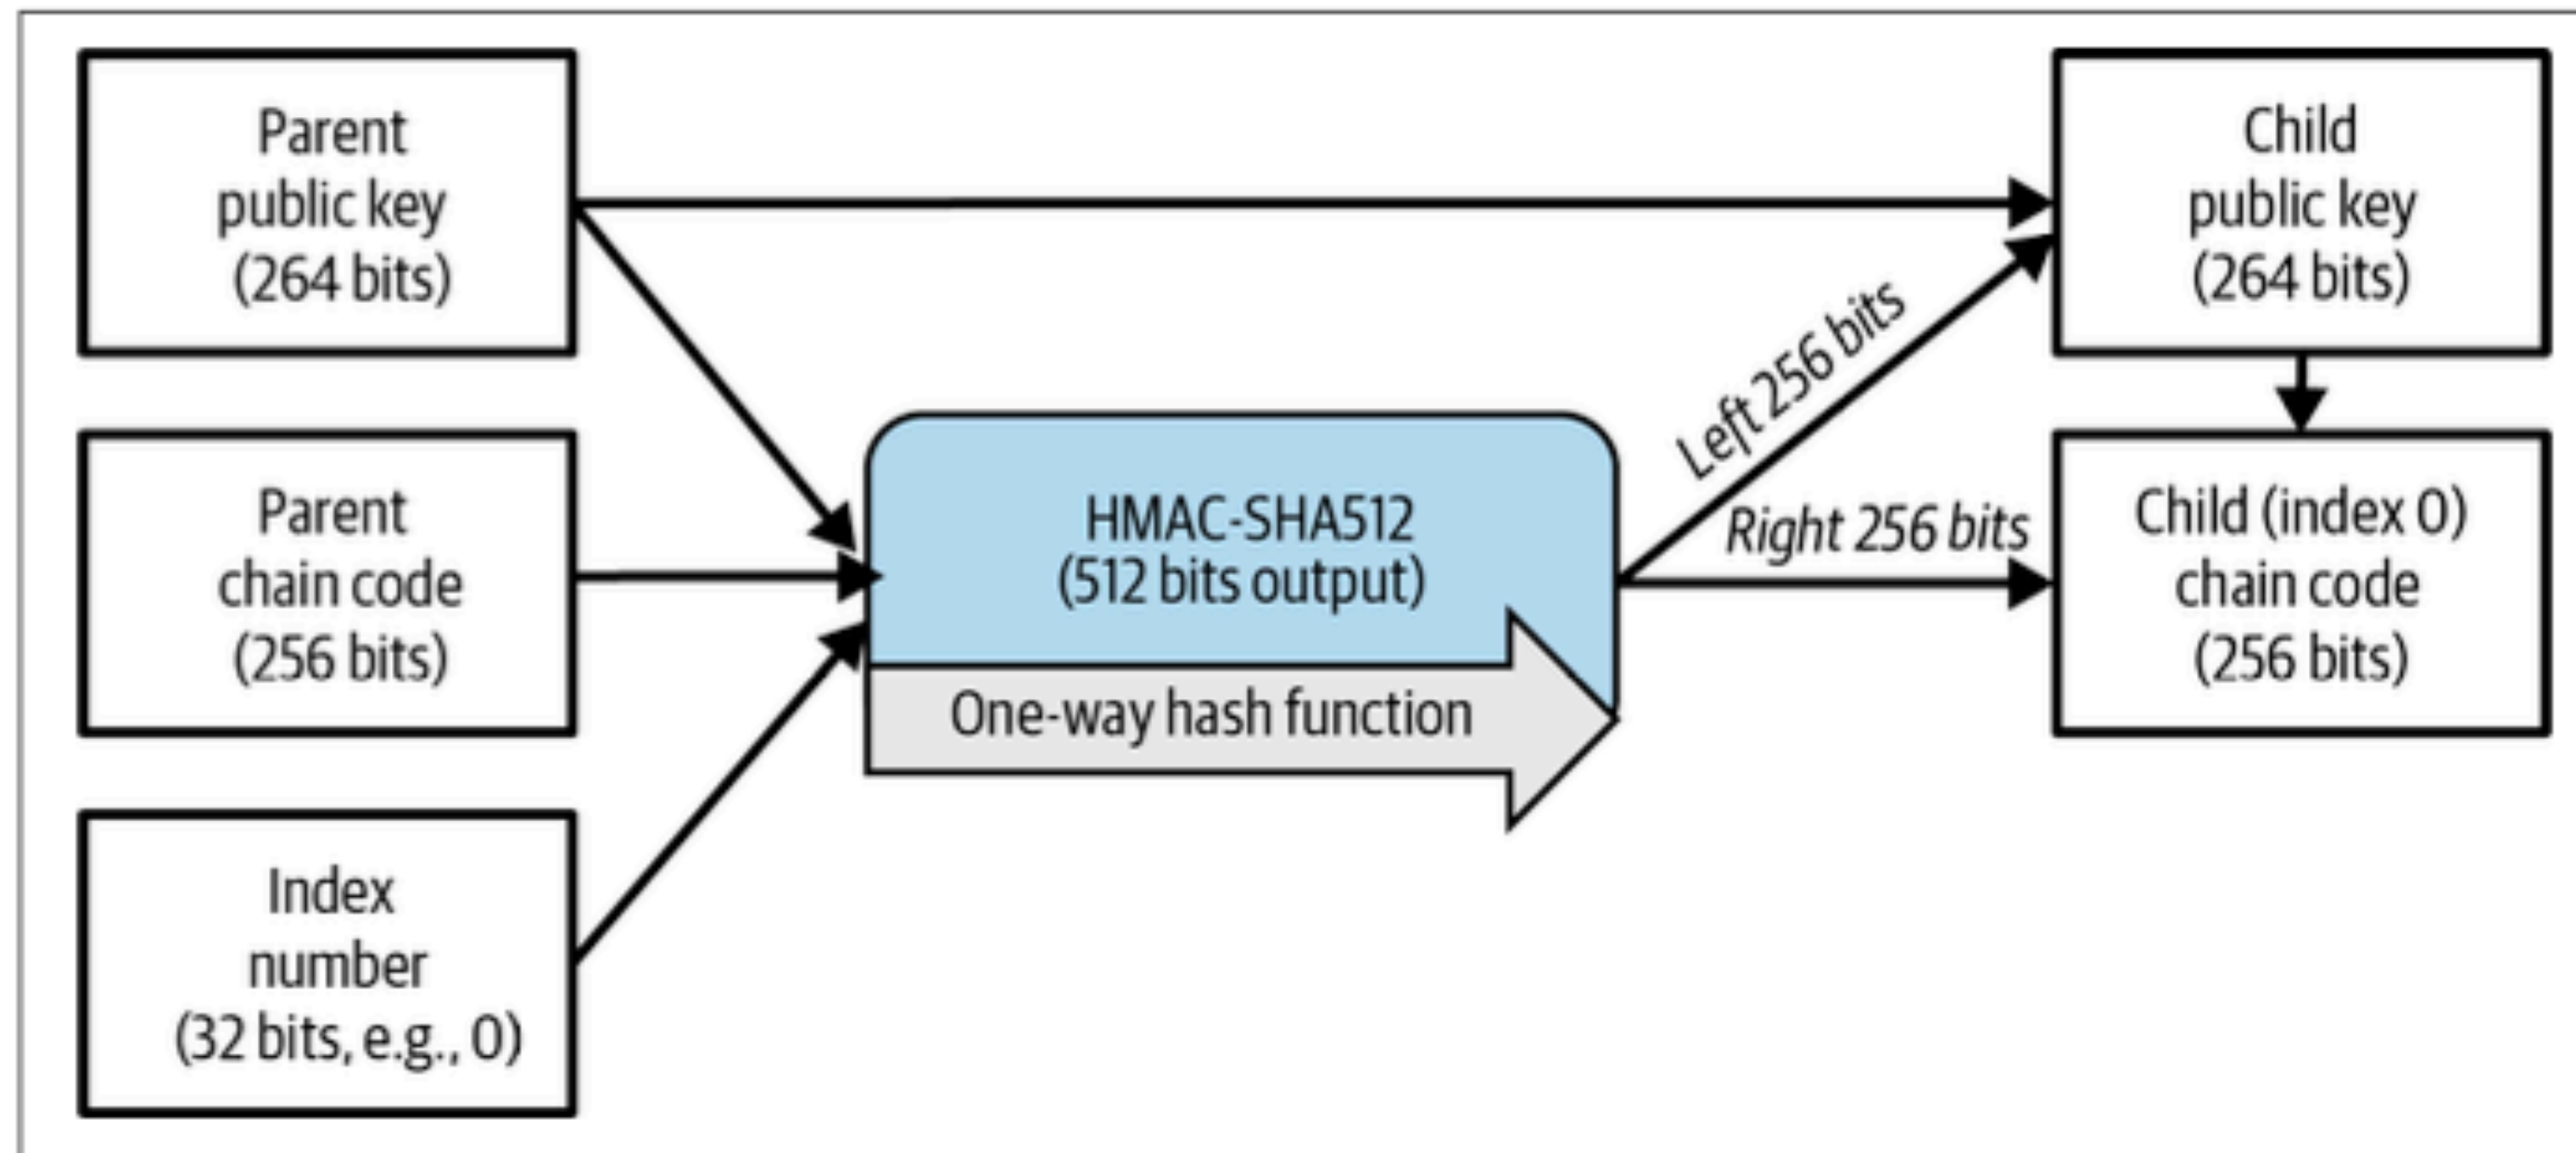 Parent
public key
(264 bits)
Parent
chain code
(256 bits)
Index
number
(32 bits, e.g., 0)
HMAC-SHA512
(512 bits output)
One-way hash function
Left 256 bits
Right 256 bits
Child
public key
(264 bits)
Child (index 0)
chain code
(256 bits)